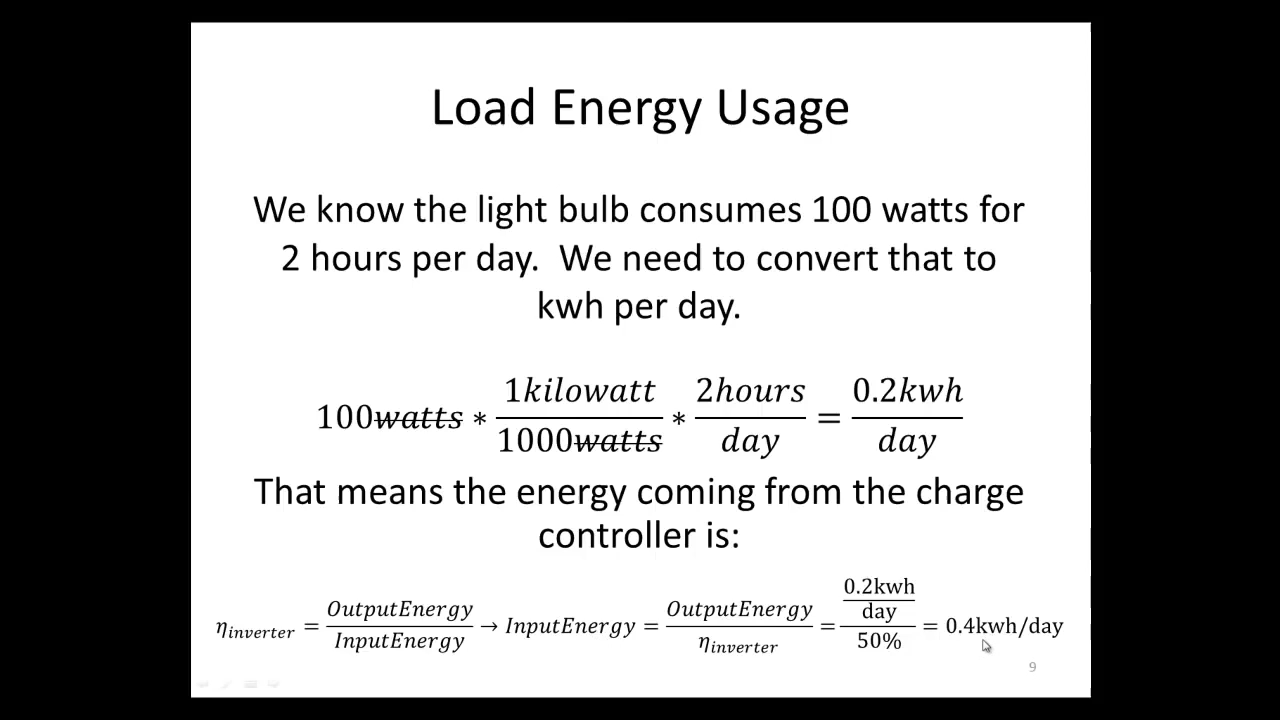 Load Energy Usage
We know the light bulb consumes 100 watts for
2 hours per day.  We need to convert that to
kwh per day.
100watts ∗ 1kilowatt/1000watts ∗ 2hours/day = 0.2kwh/day
That means the energy coming from the charge
controller is:
η_inverter = OutputEnergy/InputEnergy → InputEnergy = OutputEnergy/η_inverter = (0.2kwh/day)/50% = 0.4kwh/day
9